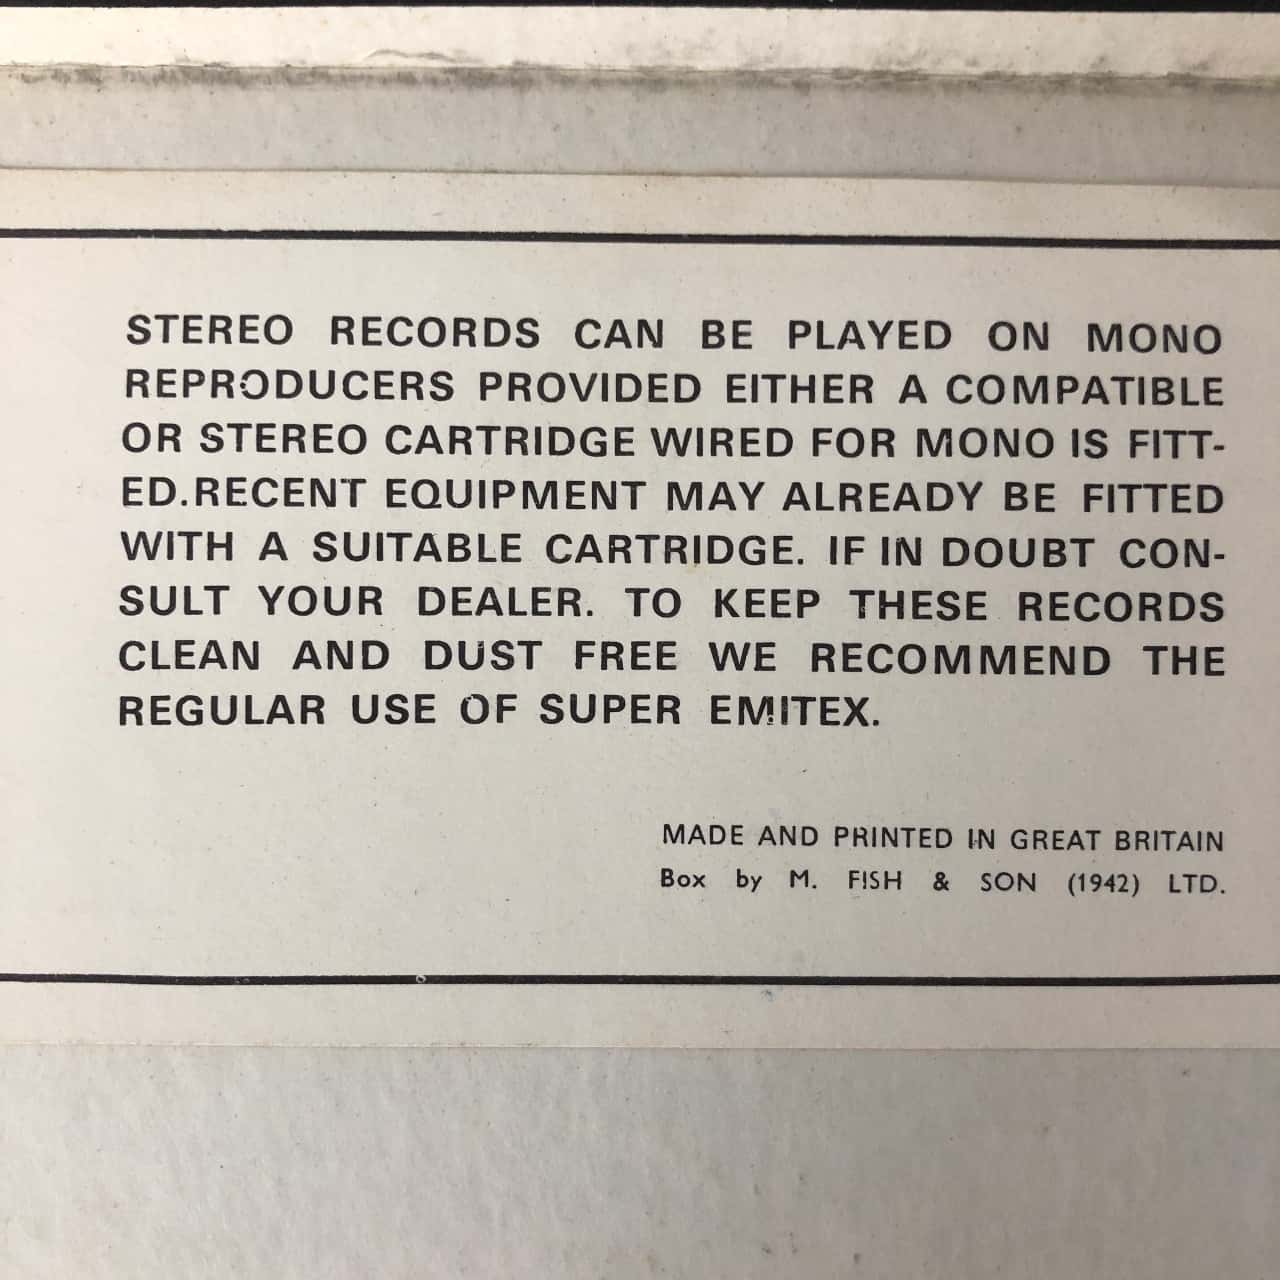 STEREO RECORDS CAN BE PLAYED ON MONO
REPRODUCERS PROVIDED EITHER A COMPATIBLE
OR STEREO CARTRIDGE WIRED FOR MONO IS FITT-
ED.RECENT EQUIPMENT MAY ALREADY BE FITTED
WITH A SUITABLE CARTRIDGE. IF IN DOUBT CON-
SULT YOUR DEALER. TO KEEP THESE RECORDS
CLEAN AND DUST FREE WE RECOMMEND THE
REGULAR USE OF SUPER EMITEX.
MADE AND PRINTED IN GREAT BRITAIN
Box by M. FISH & SON (1942) LTD.